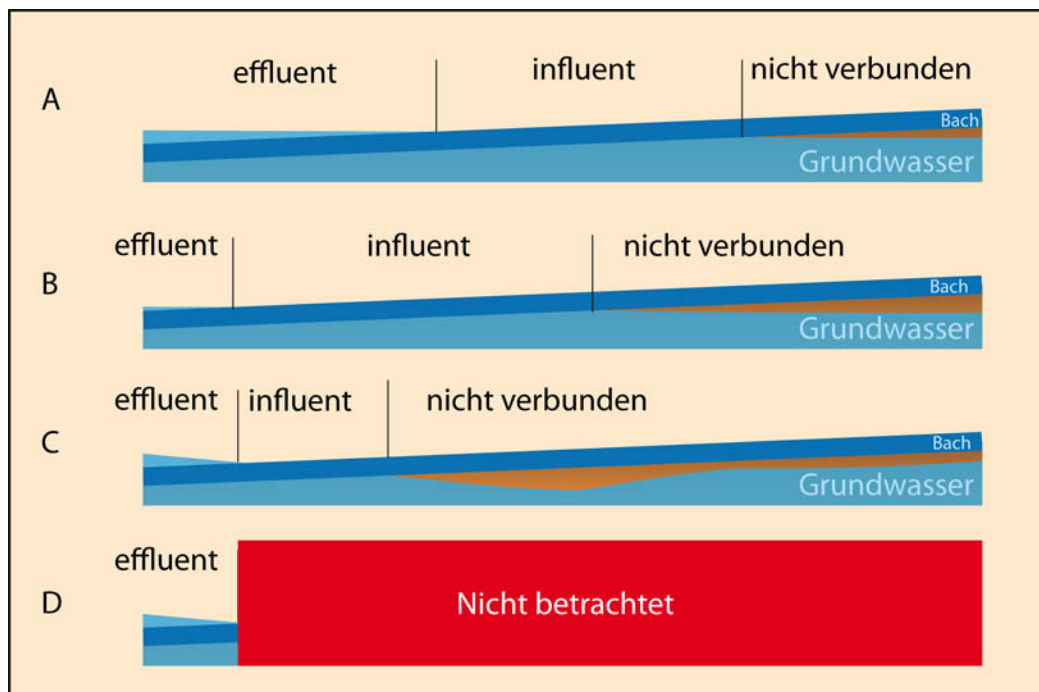 effluent influent nicht verbunden
A
Bach
Grundwasser
effluent influent nicht verbunden
B
Bach
Grundwasser
effluent influent nicht verbunden
C
Bach
Grundwasser
effluent
D
Nicht betrachtet